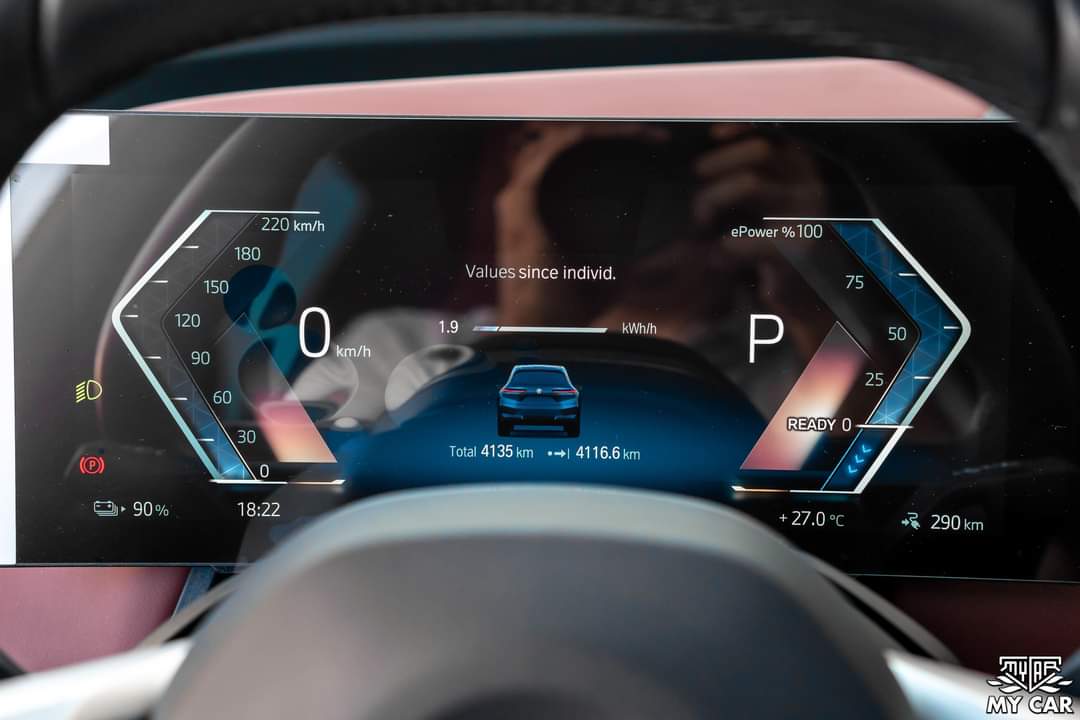 220 km/h
180
150
120
90
60
30
0
0 km/h
Values since individ.
1.9 kWh/h
Total 4135 km 4116.6 km
ePower %100
75
50
25
READY 0
P
(P)
90%
18:22
+27.0 °C
290 km
MYCAR
MY CAR